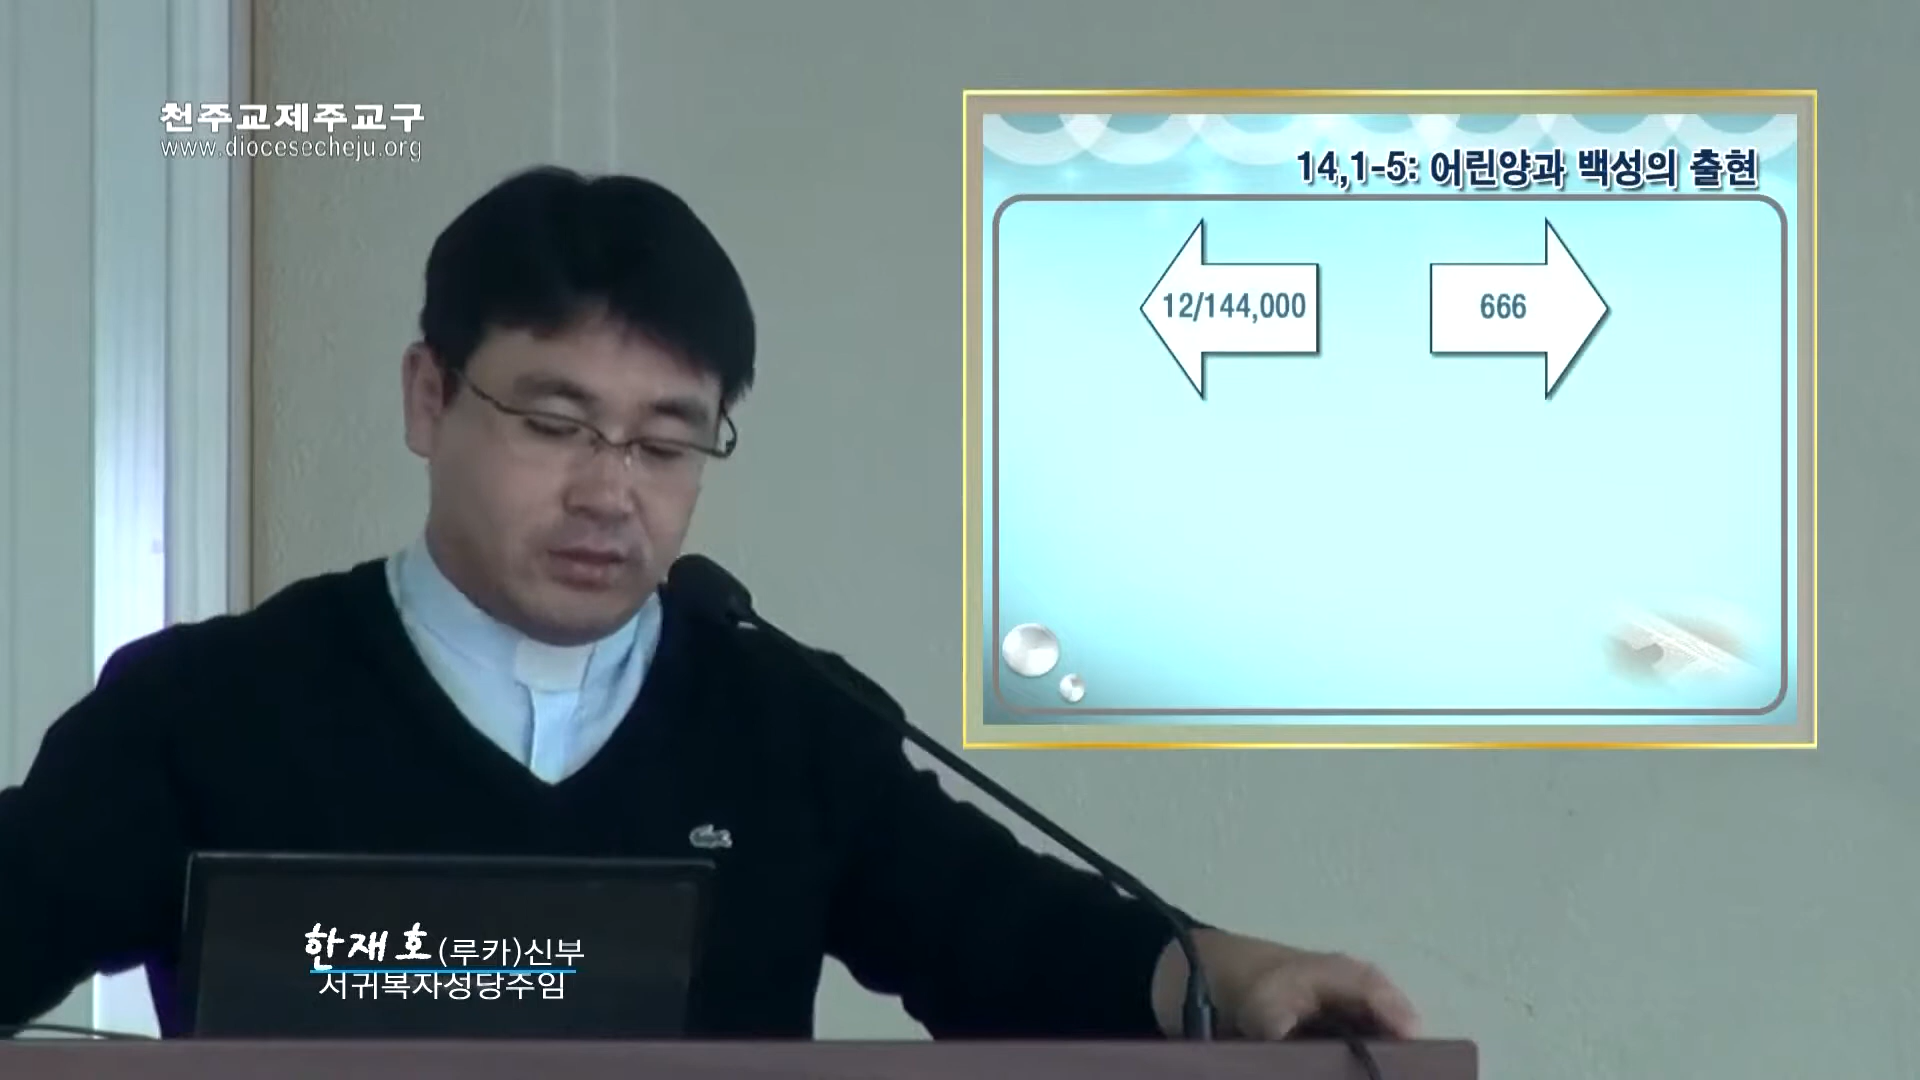 천주교제주교구
www.diocesecheju.org
14,1-5: 어린양과 백성의 출현
12/144,000
666
한재호(루카)신부
서귀복자성당주임